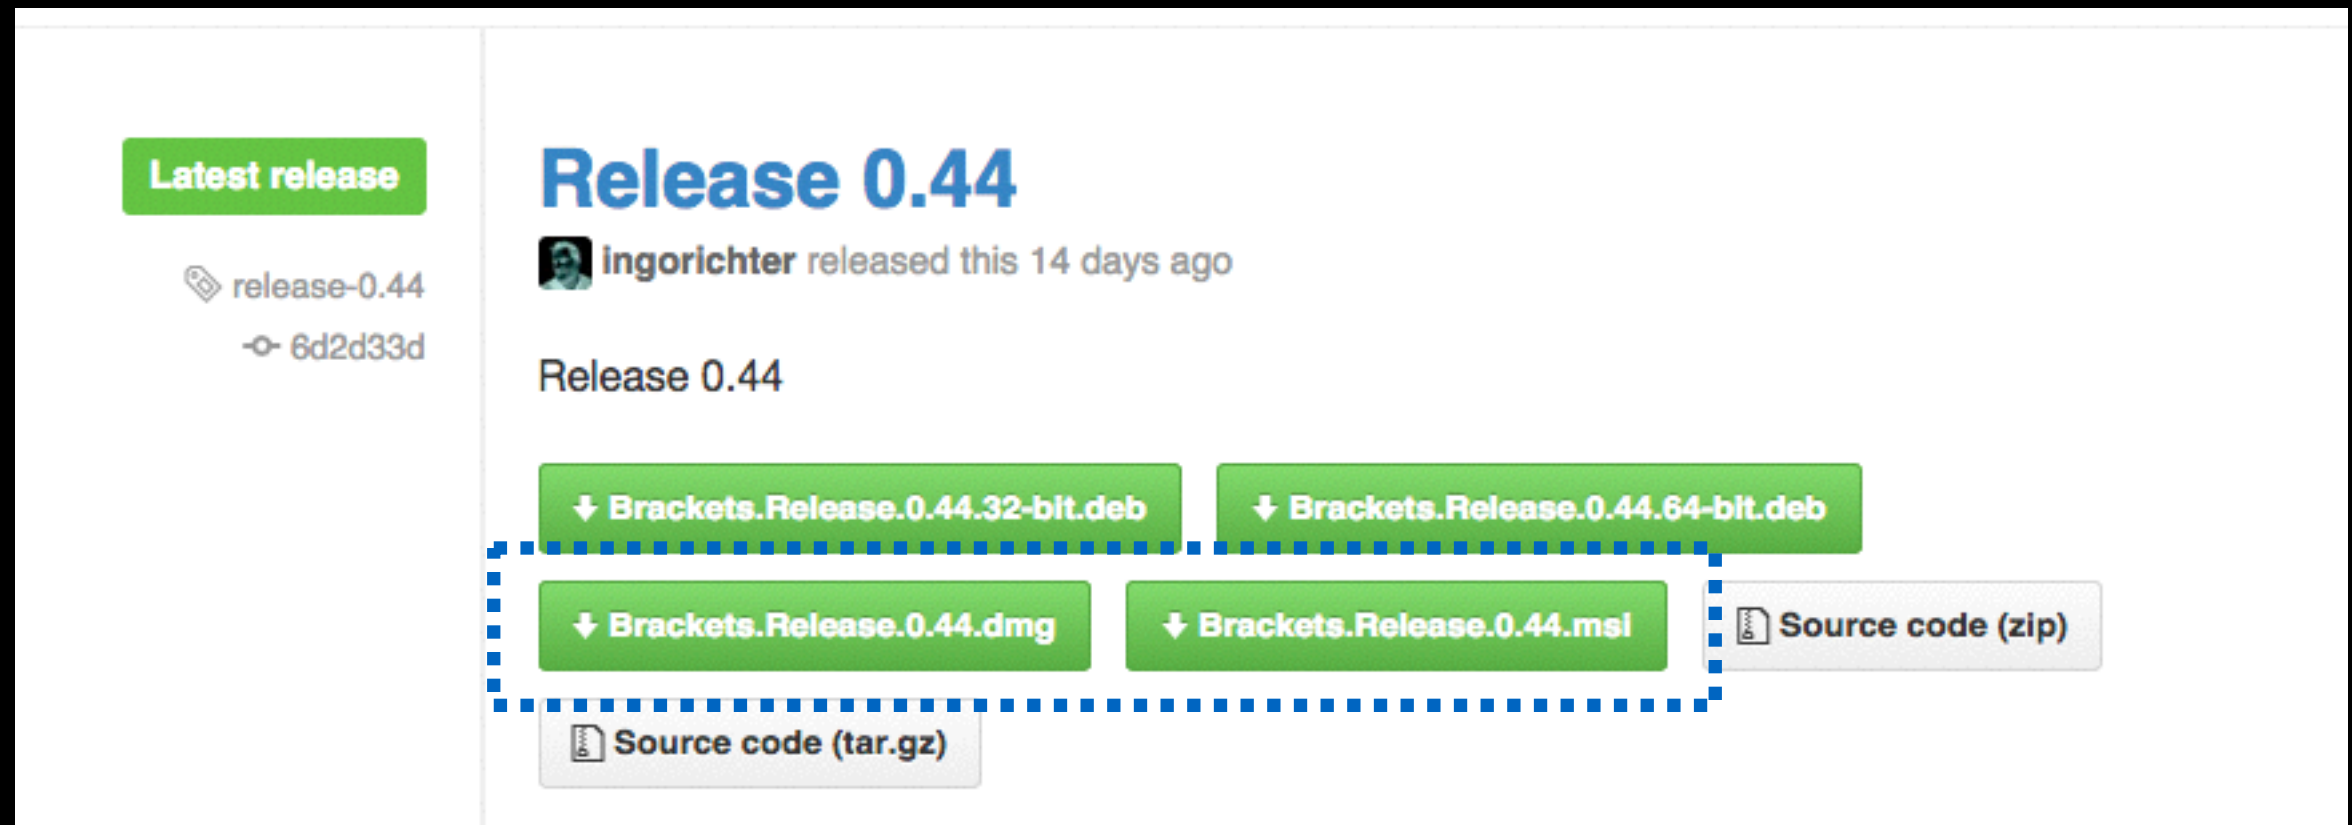 Latest release
release-0.44
6d2d33d
Release 0.44
ingorichter released this 14 days ago
Release 0.44
Brackets.Release.0.44.32-bit.deb
Brackets.Release.0.44.64-bit.deb
Brackets.Release.0.44.dmg
Brackets.Release.0.44.msi
Source code (zip)
Source code (tar.gz)